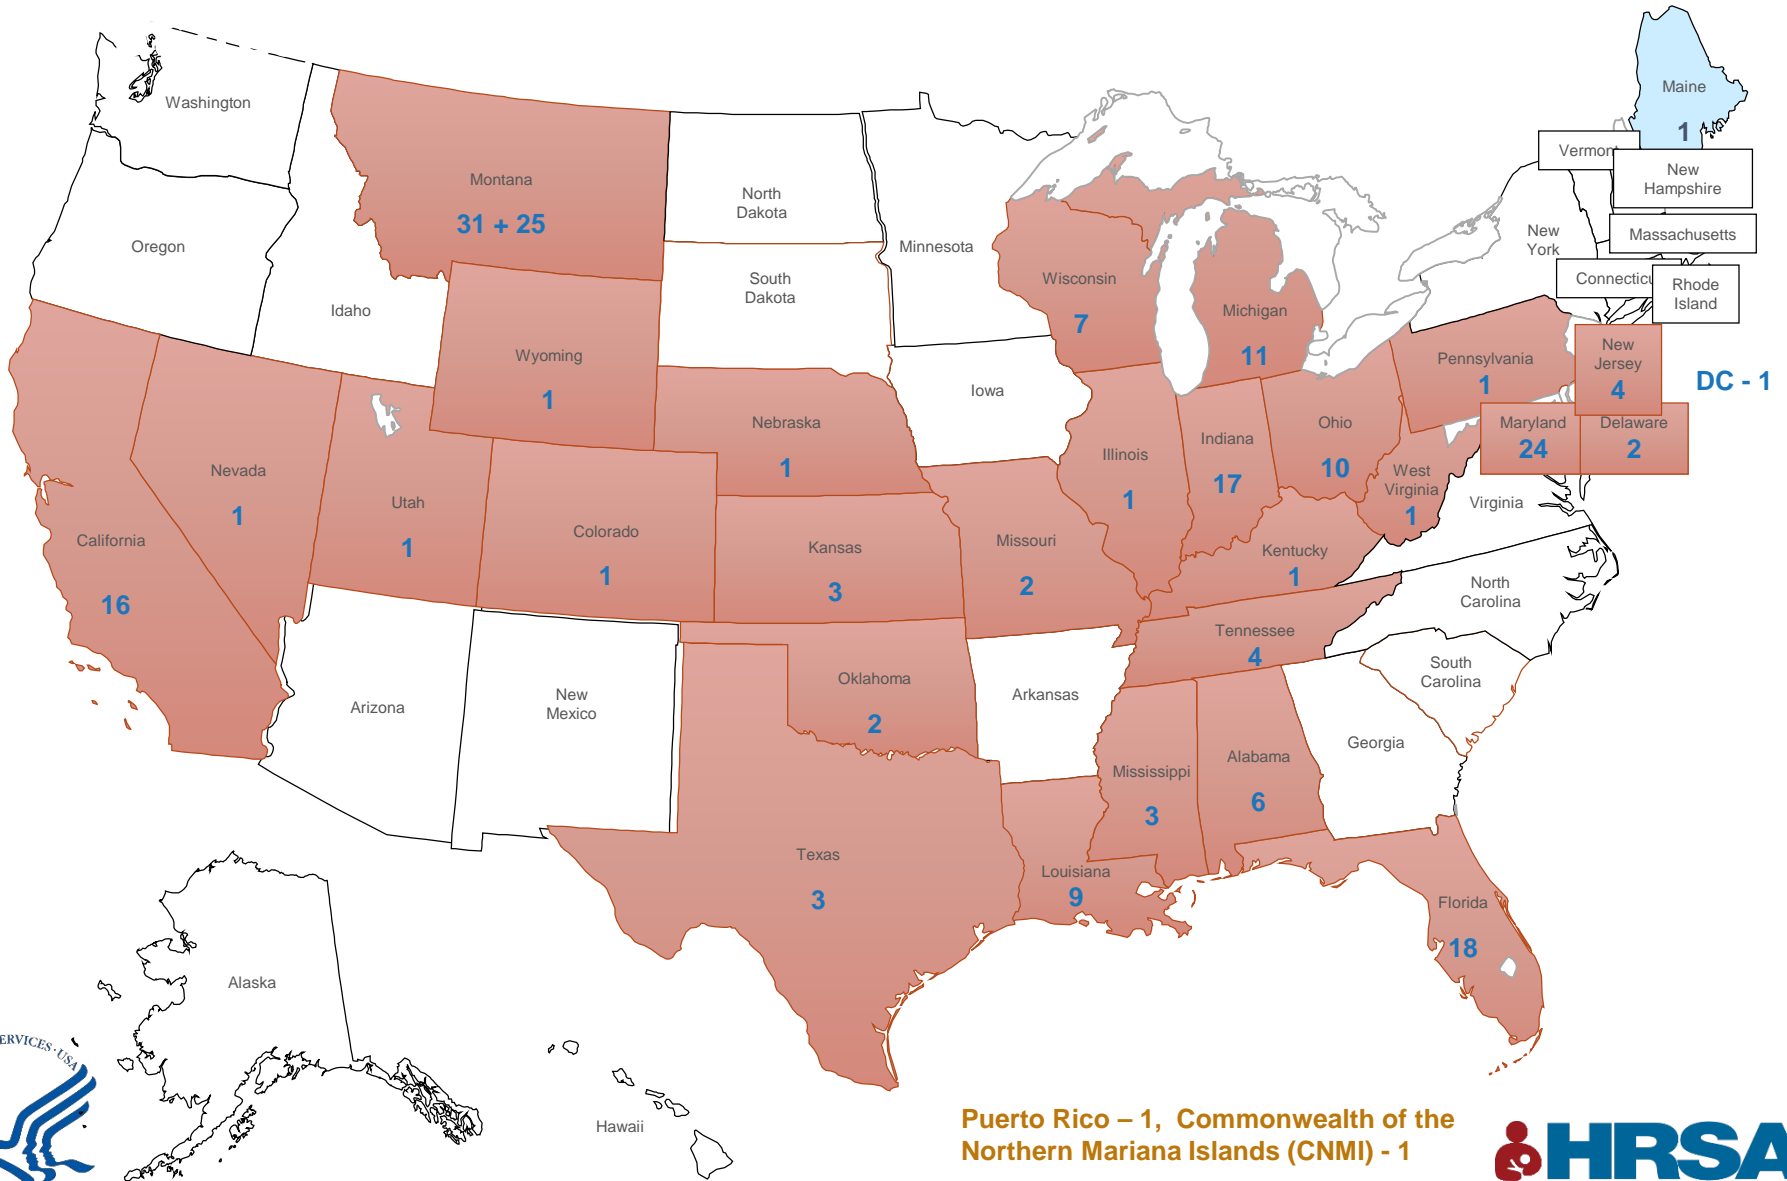 Washington
Montana
31 + 25
North
Dakota
Minnesota
Maine
1
Vermont
New
Hampshire
Massachusetts
New
York
Connecticu
Rhode
Island
Oregon
Idaho
South
Dakota
Wisconsin
7
Michigan
11
Wyoming
1
Iowa
Pennsylvania
1
New
Jersey
4
DC - 1
Maryland
24
Delaware
2
Nebraska
1
Nevada
1
Utah
1
Colorado
1
Illinois
1
Indiana
17
Ohio
10
West
Virginia
1
Virginia
California
16
Kansas
3
Missouri
2
Kentucky
1
North
Carolina
Tennessee
4
South
Carolina
Arizona
New
Mexico
Oklahoma
2
Arkansas
Georgia
Mississippi
3
Alabama
6
Texas
3
Louisiana
9
Florida
18
Alaska
Hawaii
ERVICES·USA
Puerto Rico – 1, Commonwealth of the
Northern Mariana Islands (CNMI) - 1
HRSA